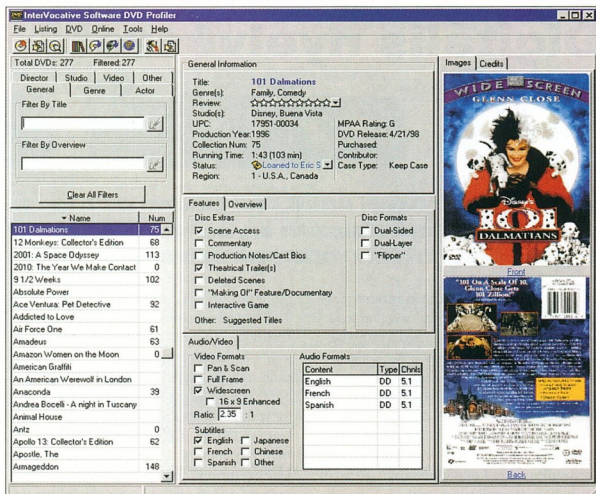 InterVocative Software DVD Profiler
File Listing DVD Online Tools Help
Total DVDs: 277 Filtered: 277
Director Studio Video Other
General Genre Actor
Filter By Title
Filter By Overview
Clear All Filters
Name Num
101 Dalmations 75
12 Monkeys: Collector's Edition 68
2001: A Space Odyssey 113
2010: The Year We Make Contact 0
9 1/2 Weeks 102
Absolute Power
Ace Ventura: Pet Detective 92
Addicted to Love
Air Force One 61
Amadeus 63
Amazon Women on the Moon 0
American Graffiti
An American Werewolf in London
Anaconda 39
Andrea Bocelli - A night in Tuscany
Animal House
Antz 0
Apollo 13: Collector's Edition 62
Apostle, The
Armageddon 148
General Information
Title: 101 Dalmations
Genre(s): Family, Comedy
Review:
Studio(s): Disney, Buena Vista
UPC: 17951-00034 MPAA Rating: G
Production Year: 1996 DVD Release: 4/21/98
Collection Num: 75 Purchased:
Running Time: 1:43 (103 min) Contributor:
Status: Loaned to Eric S Case Type: Keep Case
Region: 1 - U.S.A., Canada
Features Overview
Disc Extras
Scene Access
Commentary
Production Notes/Cast Bios
Theatrical Trailer(s)
Deleted Scenes
"Making Of" Feature/Documentary
Interactive Game
Other: Suggested Titles
Disc Formats
Dual-Sided
Dual-Layer
"Flipper"
Audio/Video
Video Formats
Pan & Scan
Full Frame
Widescreen
16 x 9 Enhanced
Ratio: 2.35 : 1
Subtitles
English Japanese
French Chinese
Spanish Other
Audio Formats
Content Type Chnls
English DD 5.1
French DD 5.1
Spanish DD 5.1
Images Credits
WIDE SCREEN
GLENN CLOSE
Disney's
101
DALMATIANS
Front
"101 On A Scale Of 10,
Glenn Close Gets
101 Zillion!"
Back